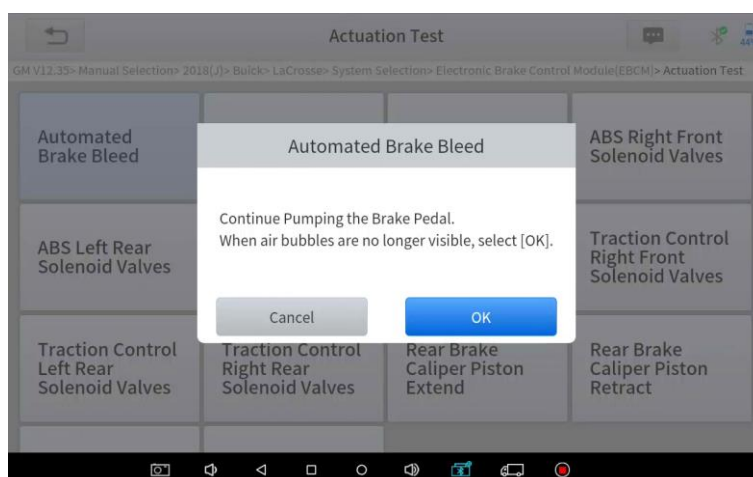 Actuation Test
GM V12.35> Manual Selection> 2018(J)> Buick> LaCrosse> System Selection> Electronic Brake Control Module(EBCM)> Actuation Test
Automated
Brake Bleed
ABS Right Front
Solenoid Valves
Automated Brake Bleed
Continue Pumping the Brake Pedal.
When air bubbles are no longer visible, select [OK].
Cancel
OK
ABS Left Rear
Solenoid Valves
Traction Control
Right Front
Solenoid Valves
Traction Control
Left Rear
Solenoid Valves
Traction Control
Right Rear
Solenoid Valves
Rear Brake
Caliper Piston
Extend
Rear Brake
Caliper Piston
Retract